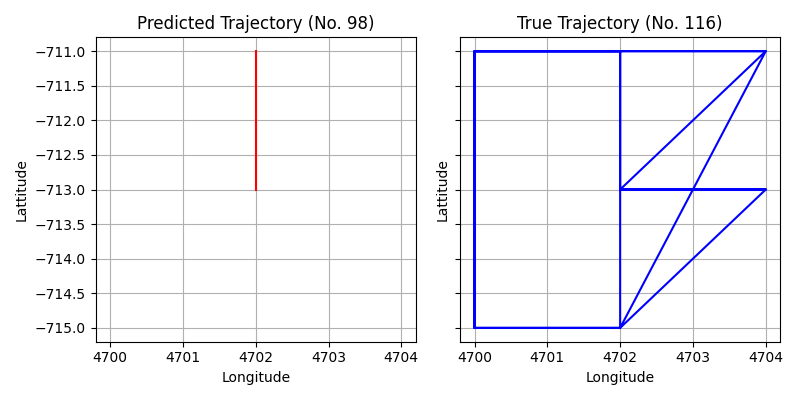 Predicted Trajectory (No. 98)
True Trajectory (No. 116)
−711.0
−711.5
−712.0
−712.5
−713.0
−713.5
−714.0
−714.5
−715.0
Lattitude
Lattitude
4700 4701 4702 4703 4704
4700 4701 4702 4703 4704
Longitude
Longitude